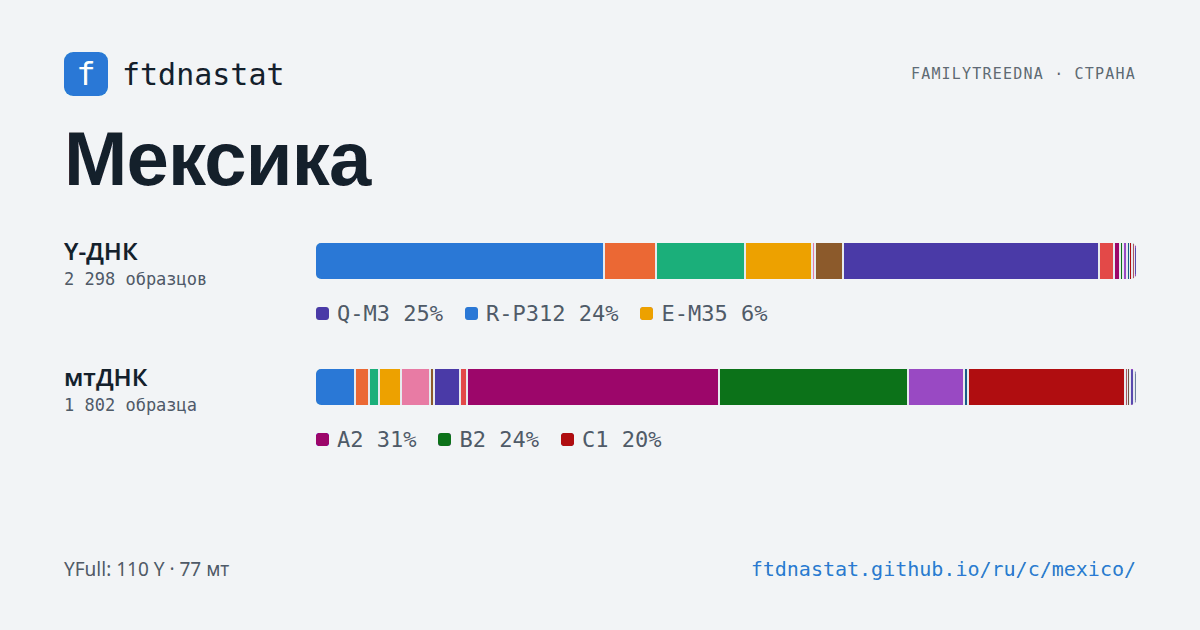 f ftdnastat
FAMILYTREEDNA · СТРАНА
Мексика
Y-ДНК
2 298 образцов
Q-M3 25% R-P312 24% E-M35 6%
мтДНК
1 802 образца
A2 31% B2 24% C1 20%
YFull: 110 Y · 77 мт
ftdnastat.github.io/ru/c/mexico/